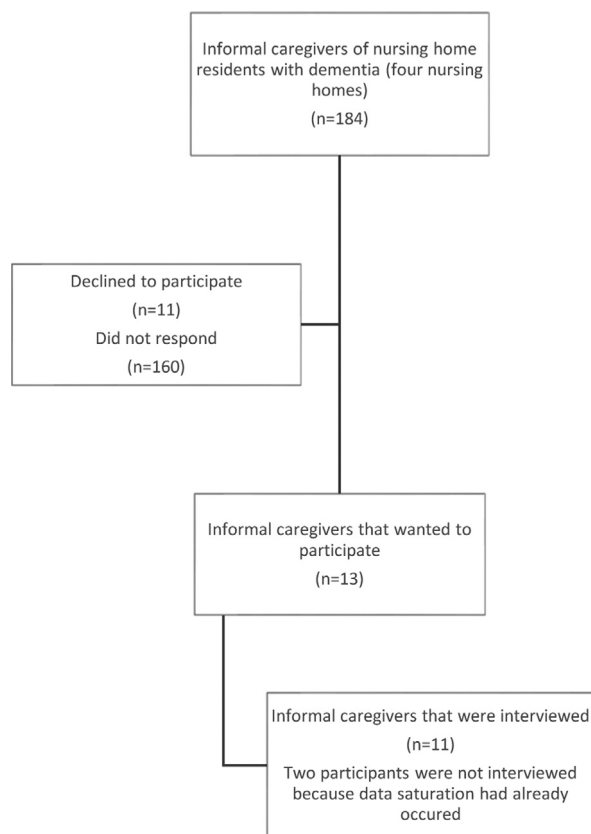 Informal caregivers of nursing home
residents with dementia (four nursing
homes)
(n=184)
Declined to participate
(n=11)
Did not respond
(n=160)
Informal caregivers that wanted to
participate
(n=13)
Informal caregivers that were interviewed
(n=11)
Two participants were not interviewed
because data saturation had already
occured